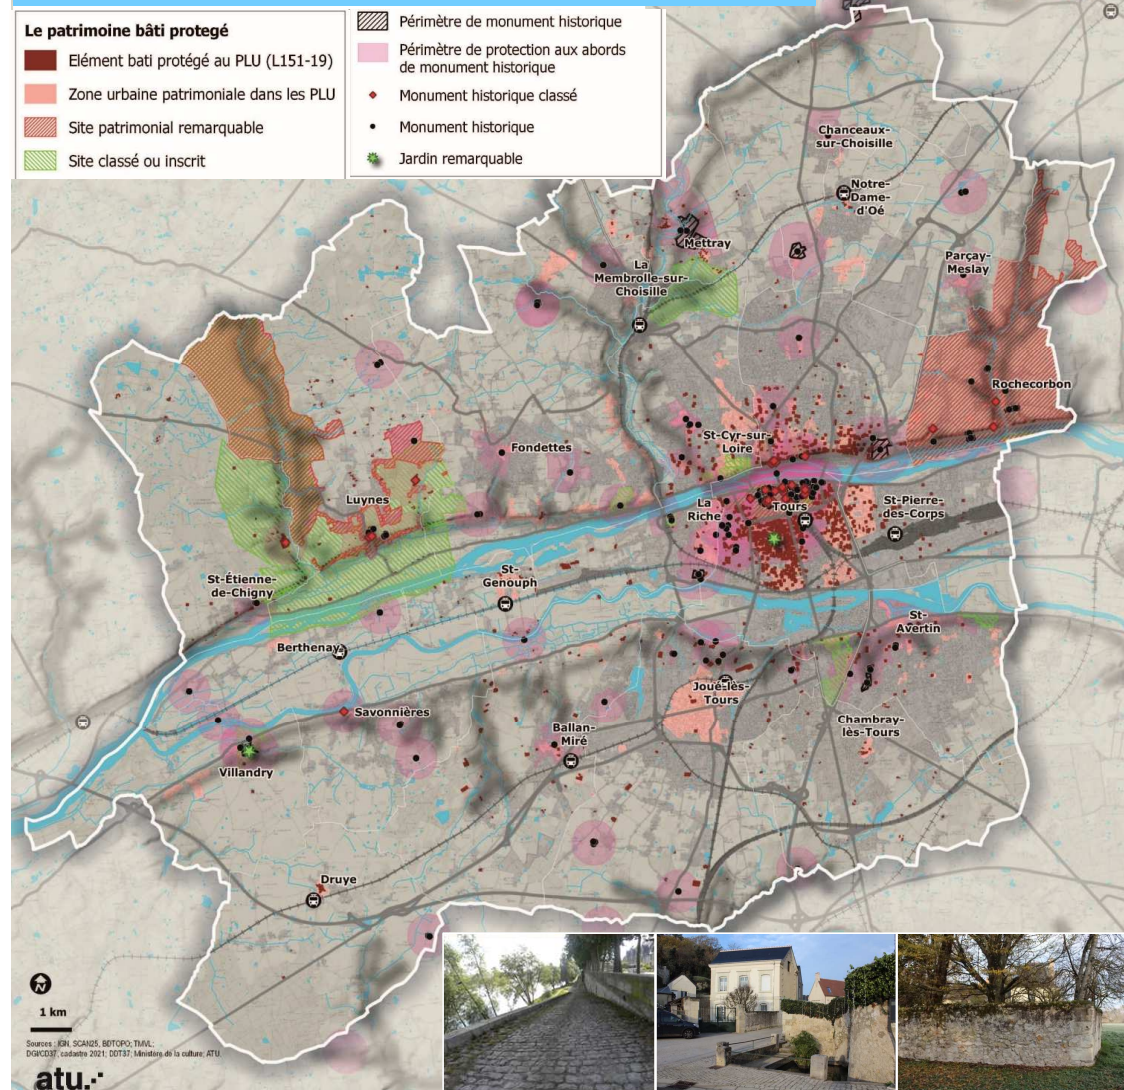 Le patrimoine bâti protegé
Elément bati protégé au PLU (L151-19)
Zone urbaine patrimoniale dans les PLU
Site patrimonial remarquable
Site classé ou inscrit
Périmètre de monument historique
Périmètre de protection aux abords
de monument historique
Monument historique classé
Monument historique
Jardin remarquable
Chanceaux-
sur-Choisille
Notre-
Dame-
d'Oé
Mettray
La
Membrolle-sur-
Choisille
Parçay-
Meslay
Rochecorbon
St-Cyr-sur-
Loire
Fondettes
Luynes
La
Riche
Tours
St-Pierre-
des-Corps
St-Étienne-
de-Chigny
St-
Genouph
St-
Avertin
Berthenay
Joué-lès-
Tours
Savonnières
Ballan-
Miré
Chambray-
lès-Tours
Villandry
Druye
1 km
Sources : IGN, SCAN25, BDTOPO; TMVL;
DGI/CD37, cadastre 2021; DDT37; Ministère de la culture; ATU.
atu.